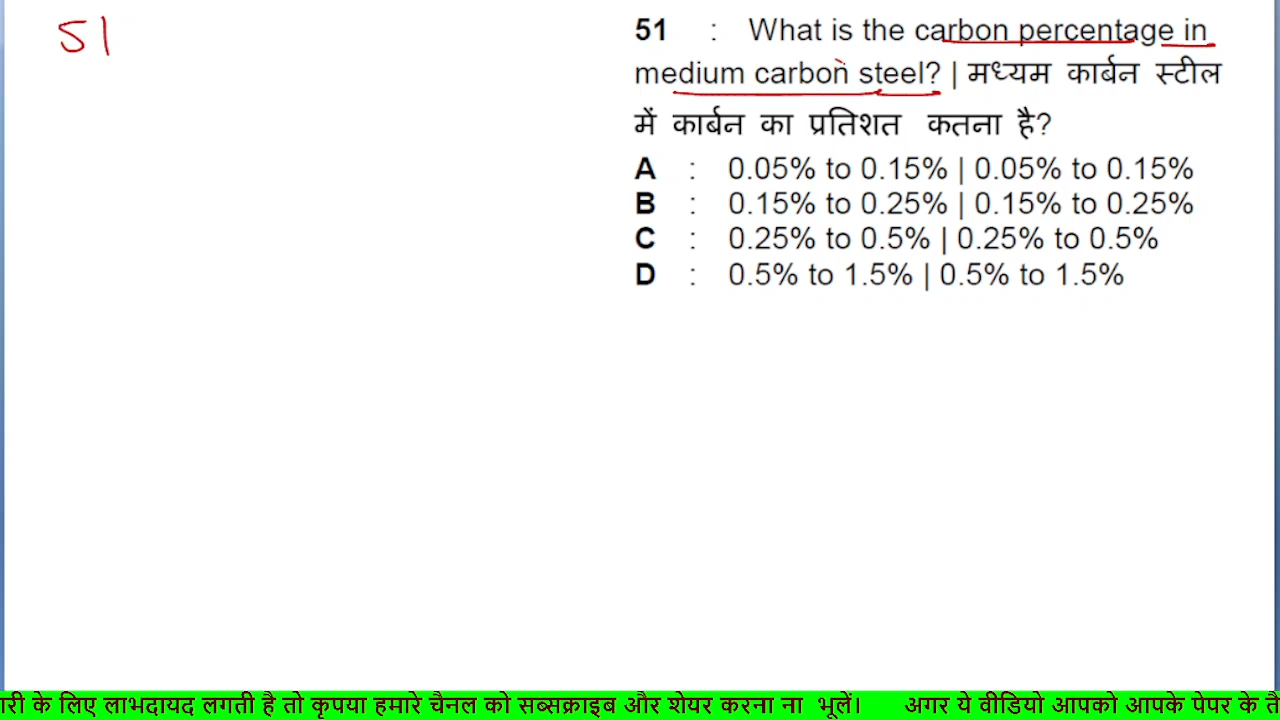 51
51 : What is the carbon percentage in
medium carbon steel? | मध्यम कार्बन स्टील
में कार्बन का प्रतिशत कतना है?
A : 0.05% to 0.15% | 0.05% to 0.15%
B : 0.15% to 0.25% | 0.15% to 0.25%
C : 0.25% to 0.5% | 0.25% to 0.5%
D : 0.5% to 1.5% | 0.5% to 1.5%
के लिए लाभदायद लगती है तो कृपया हमारे चैनल को सब्सक्राइब और शेयर करना ना भूलें। अगर ये वीडियो आपको आपके पेपर के